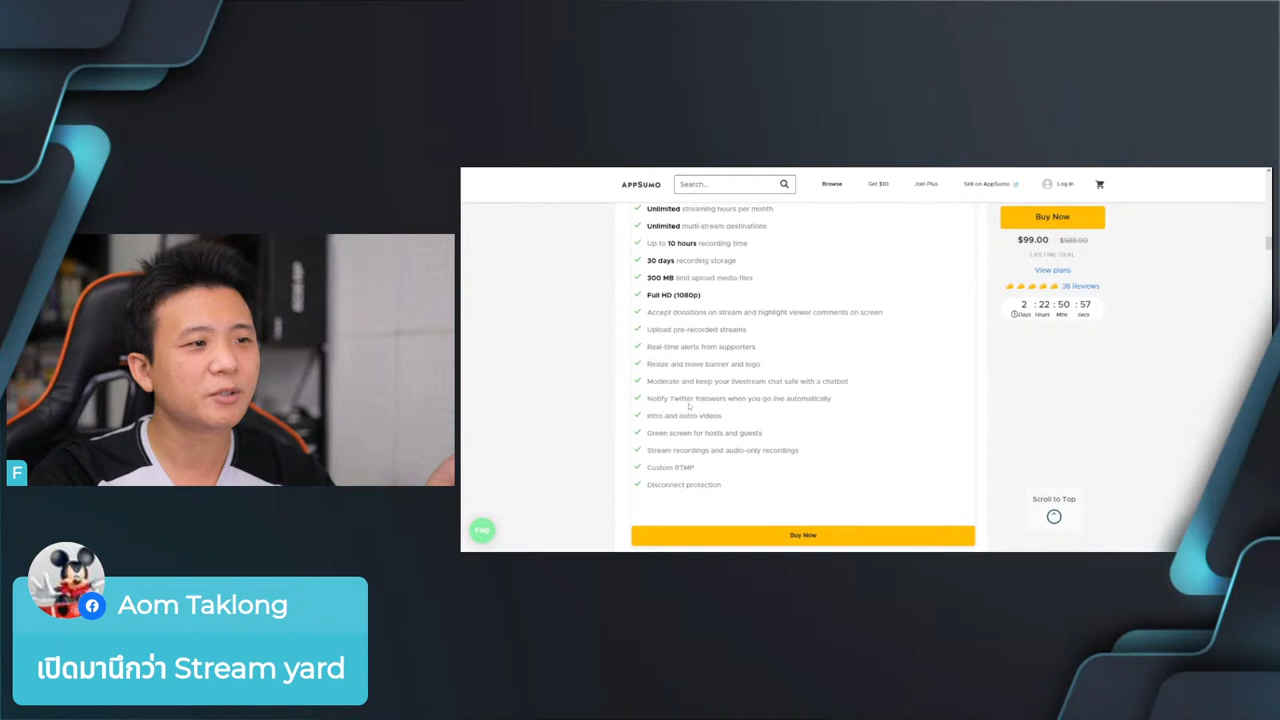 APPSUMO
Search...
Browse
Get $10
Join Plus
Sell on AppSumo
Log In
Unlimited streaming hours per month
Unlimited multi-stream destinations
Up to 10 hours recording time
30 days recording storage
300 MB limit upload media files
Full HD (1080p)
Accept donations on stream and highlight viewer comments on screen
Upload pre-recorded streams
Real-time alerts from supporters
Resize and move banner and logo
Moderate and keep your livestream chat safe with a chatbot
Notify Twitter followers when you go live automatically
Intro and outro videos
Green screen for hosts and guests
Stream recordings and audio-only recordings
Custom RTMP
Disconnect protection
Buy Now
Buy Now
$99.00 $588.00
LIFETIME DEAL
View plans
38 Reviews
2 : 22 : 50 : 57
Days Hours Mins Secs
Scroll to Top
FAQ
F
Aom Taklong
เปิดมานึกว่า Stream yard